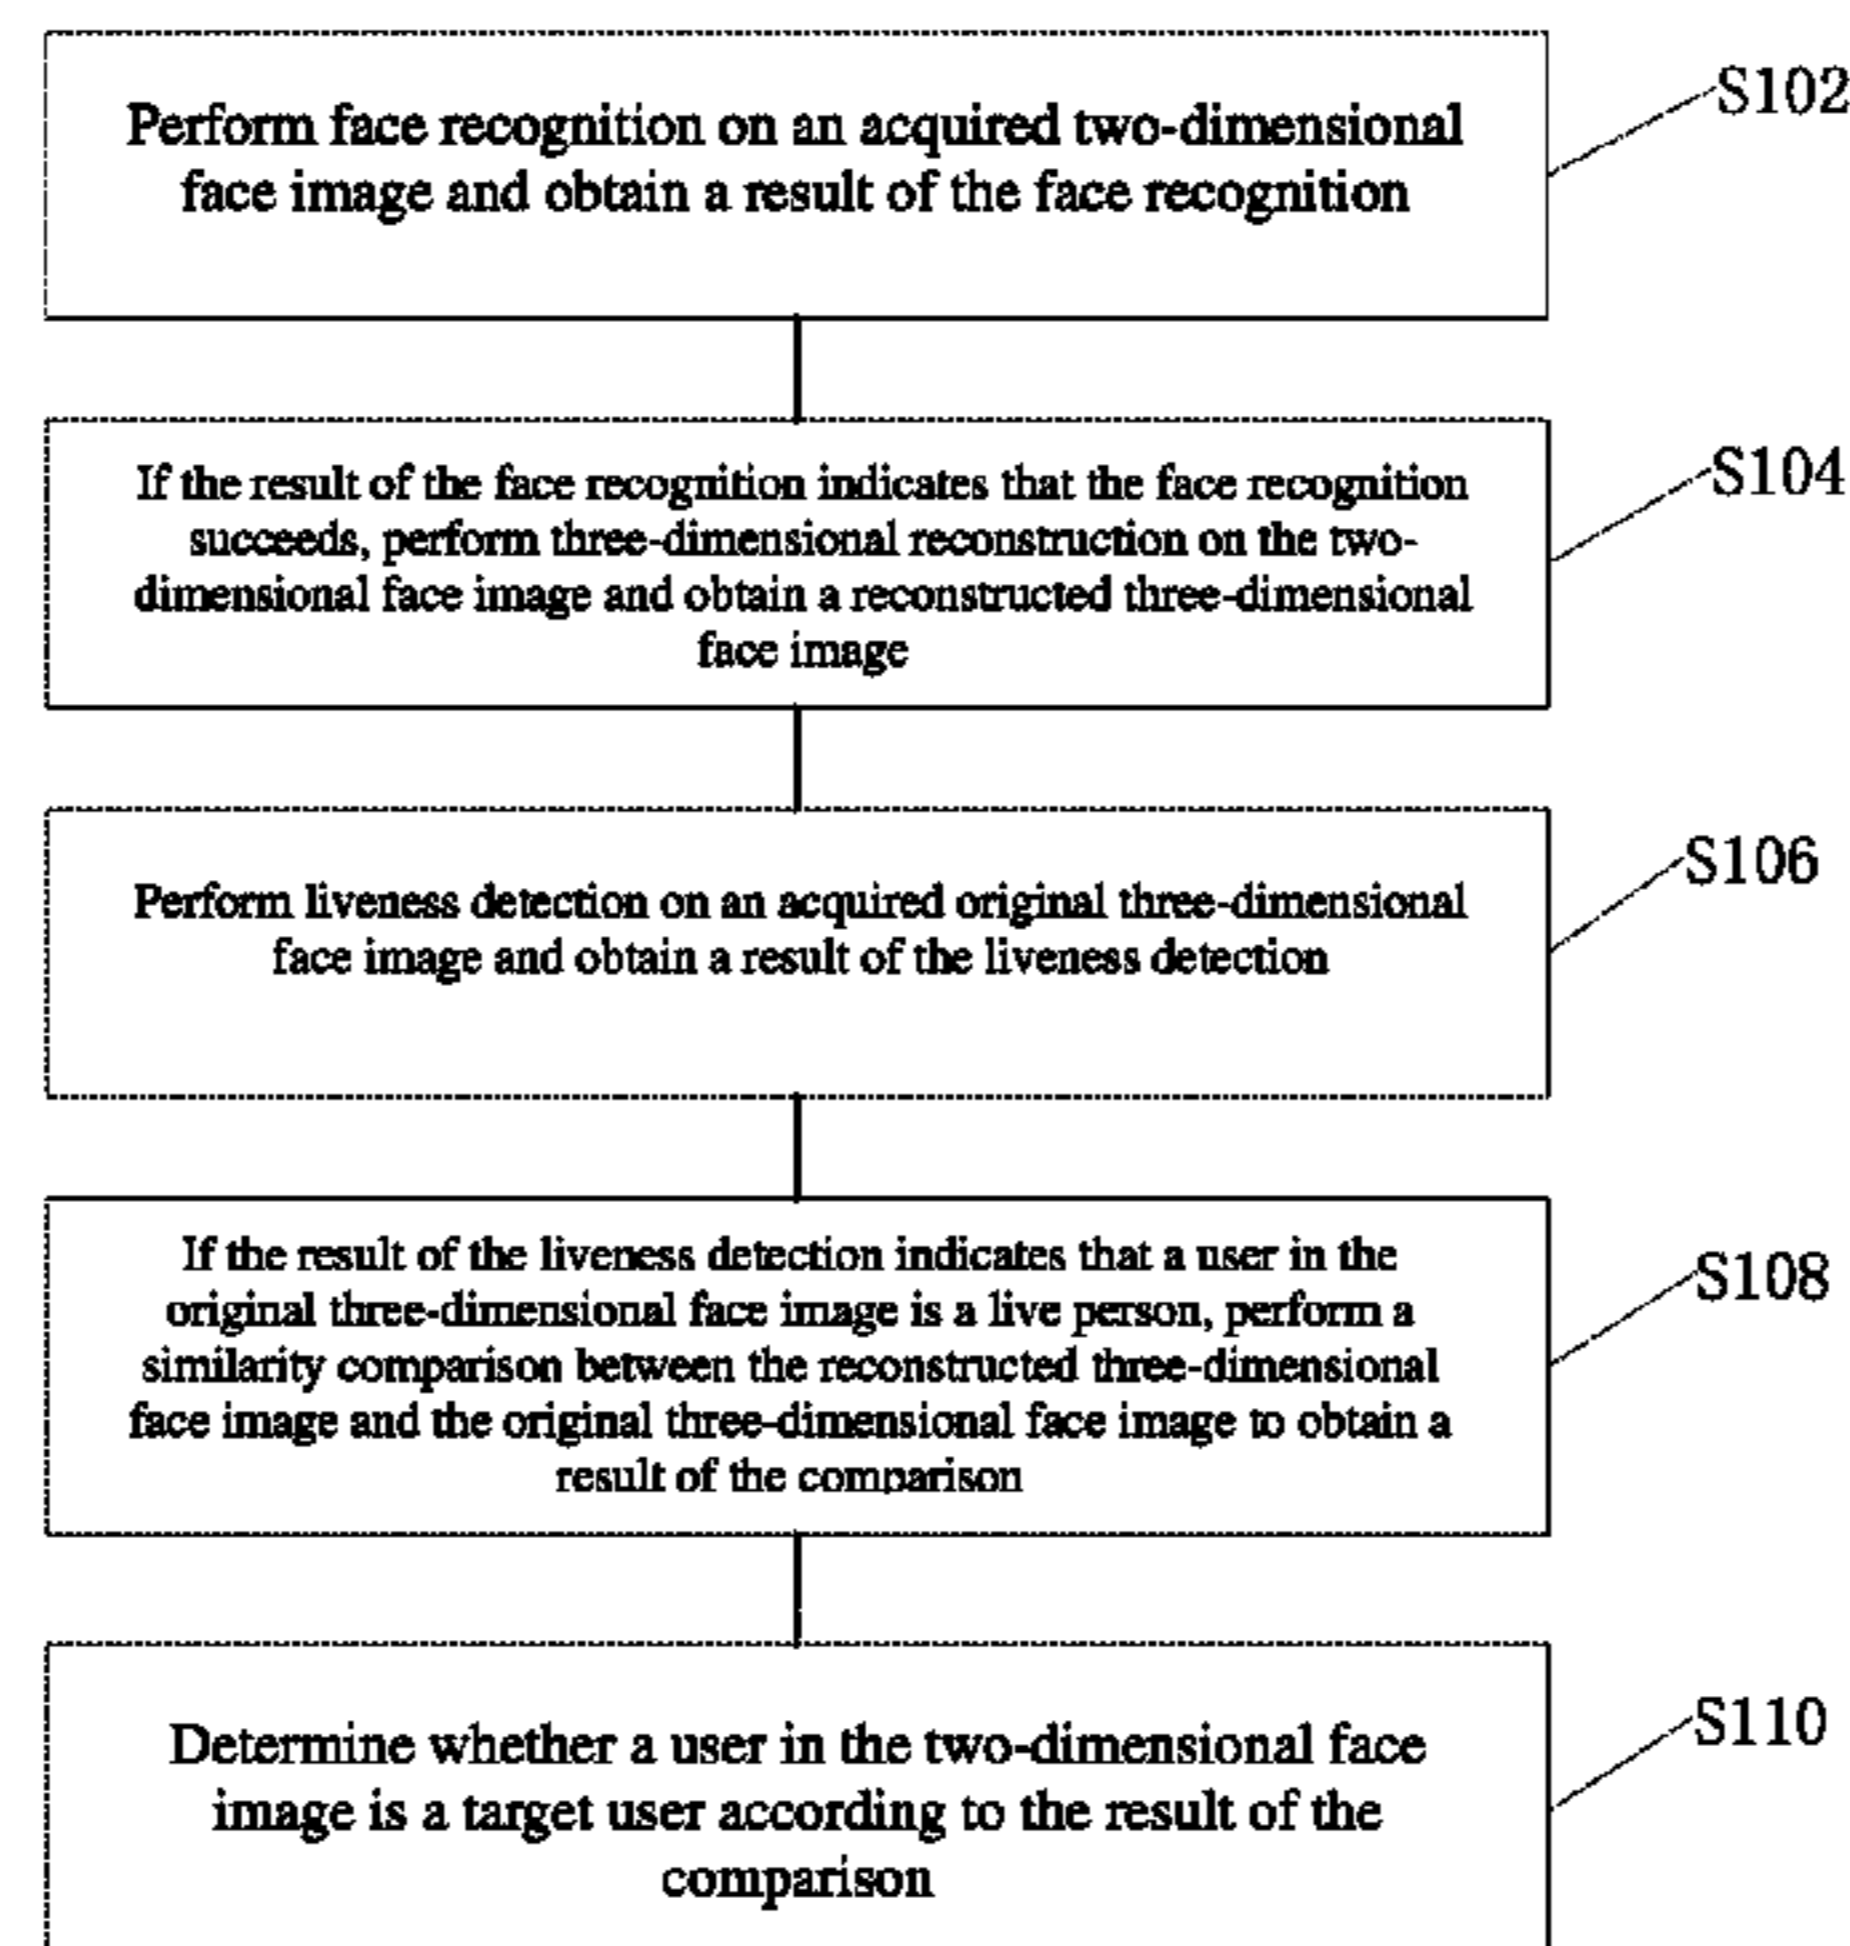 Perform face recognition on an acquired two-dimensional
face image and obtain a result of the face recognition
S102
If the result of the face recognition indicates that the face recognition
succeeds, perform three-dimensional reconstruction on the two-
dimensional face image and obtain a reconstructed three-dimensional
face image
S104
Perform liveness detection on an acquired original three-dimensional
face image and obtain a result of the liveness detection
S106
If the result of the liveness detection indicates that a user in the
original three-dimensional face image is a live person, perform a
similarity comparison between the reconstructed three-dimensional
face image and the original three-dimensional face image to obtain a
result of the comparison
S108
Determine whether a user in the two-dimensional face
image is a target user according to the result of the
comparison
S110